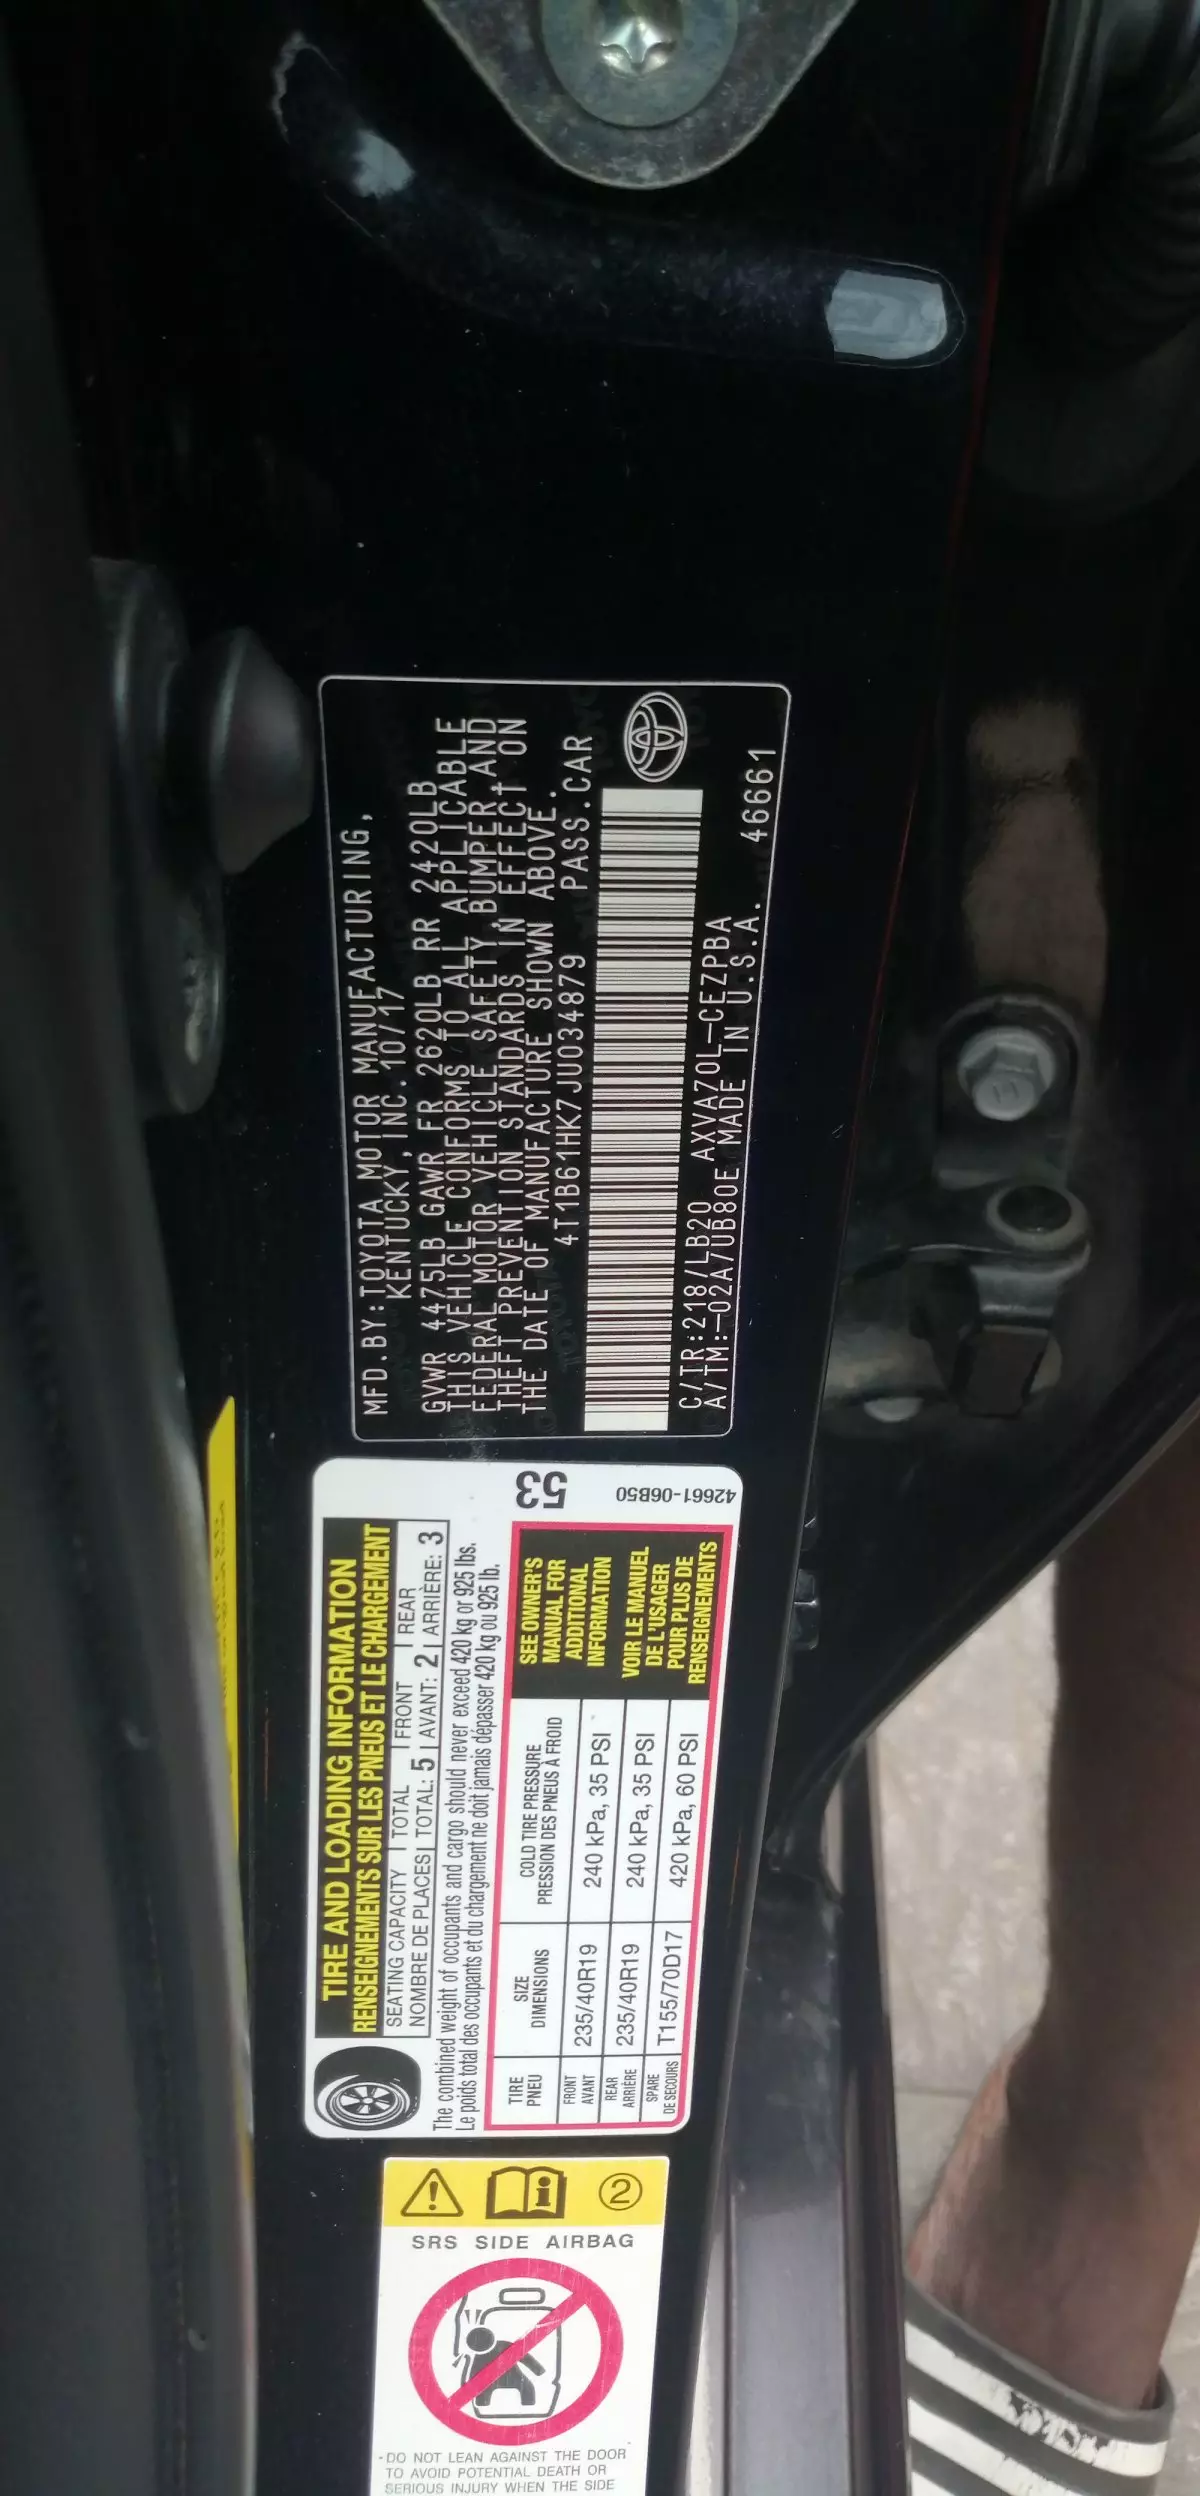 MFD.BY:TOYOTA MOTOR MANUFACTURING,
KENTUCKY,INC. 10/17
GVWR 4475LB GAWR FR 2620LB RR 2420LB
THIS VEHICLE CONFORMS TO ALL APPLICABLE
FEDERAL MOTOR VEHICLE SAFETY,BUMPER,AND
THEFT PREVENTION STANDARDS IN EFFECT ON
THE DATE OF MANUFACTURE SHOWN ABOVE.
4T1B61HK7JU034879 PASS.CAR
C/TR:218/LB20 AXVA70L-CEZPBA
A/TM:-02A/UB80E MADE IN U.S.A. 46661
TIRE AND LOADING INFORMATION
RENSEIGNEMENTS SUR LES PNEUS ET LE CHARGEMENT
SEATING CAPACITY TOTAL FRONT REAR
NOMBRE DE PLACES TOTAL: 5 AVANT: 2 ARRIÈRE: 3
The combined weight of occupants and cargo should never exceed 420 kg or 925 lbs.
Le poids total des occupants et du chargement ne doit jamais dépasser 420 kg ou 925 lb.
TIRE
PNEU
SIZE
DIMENSIONS
COLD TIRE PRESSURE
PRESSION DES PNEUS À FROID
FRONT
AVANT
235/40R19
240 kPa, 35 PSI
REAR
ARRIÈRE
235/40R19
240 kPa, 35 PSI
SPARE
DE SECOURS
T155/70D17
420 kPa, 60 PSI
SEE OWNER'S
MANUAL FOR
ADDITIONAL
INFORMATION
VOIR LE MANUEL
DE L'USAGER
POUR PLUS DE
RENSEIGNEMENTS
53
42661-06B50
2
SRS SIDE AIRBAG
-DO NOT LEAN AGAINST THE DOOR
TO AVOID POTENTIAL DEATH OR
SERIOUS INJURY WHEN THE SIDE